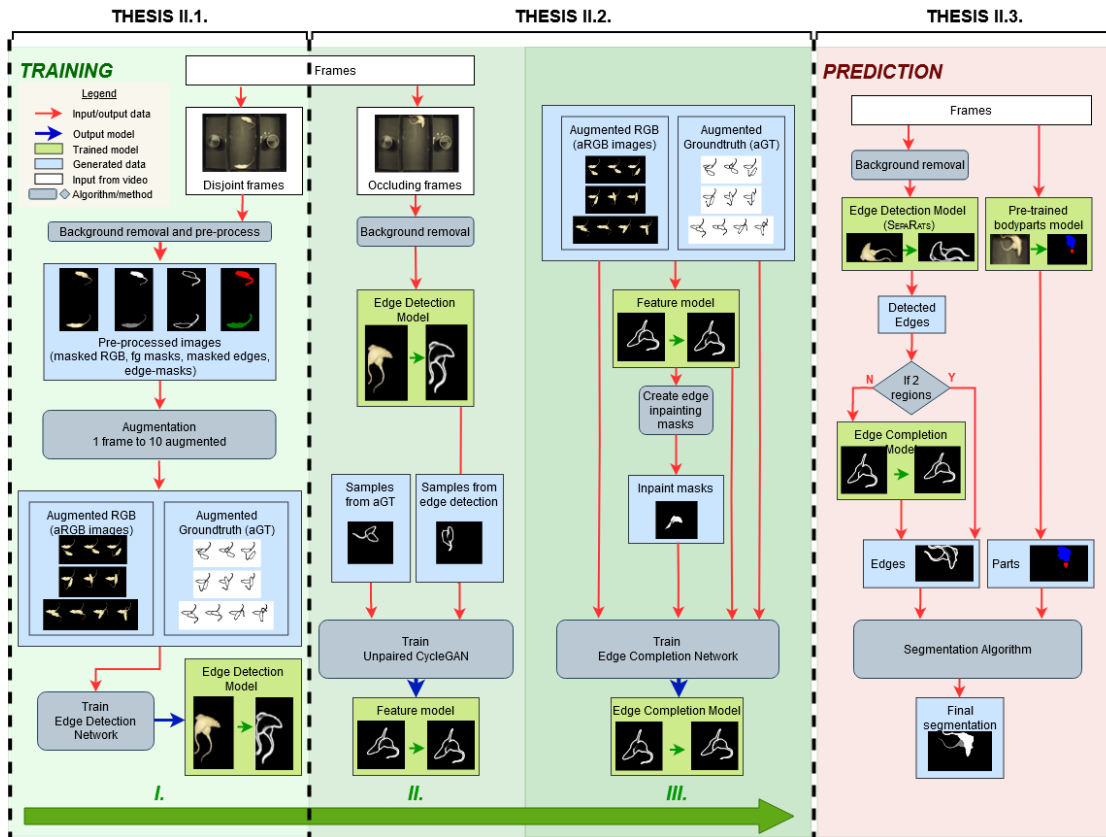 THESIS II.1.
THESIS II.2.
THESIS II.3.
TRAINING
Legend
Input/output data
Output model
Trained model
Generated data
Input from video
Algorithm/method
Frames
Disjoint frames
Background removal and pre-process
Pre-processed images
(masked RGB, fg masks, masked edges,
edge-masks)
Augmentation
1 frame to 10 augmented
Augmented RGB
(aRGB images)
Augmented
Groundtruth (aGT)
Train
Edge Detection
Network
Edge Detection
Model
I.
Occluding frames
Background removal
Edge Detection
Model
Samples
from aGT
Samples from
edge detection
Train
Unpaired CycleGAN
Feature model
II.
Augmented RGB
(aRGB images)
Augmented
Groundtruth (aGT)
Feature model
Create edge
inpainting
masks
Inpaint masks
Train
Edge Completion Network
Edge Completion Model
III.
PREDICTION
Frames
Background removal
Edge Detection Model
(SEPARATS)
Pre-trained
bodyparts model
Detected
Edges
N
If 2
regions
Y
Edge Completion
Model
Edges
Parts
Segmentation Algorithm
Final
segmentation